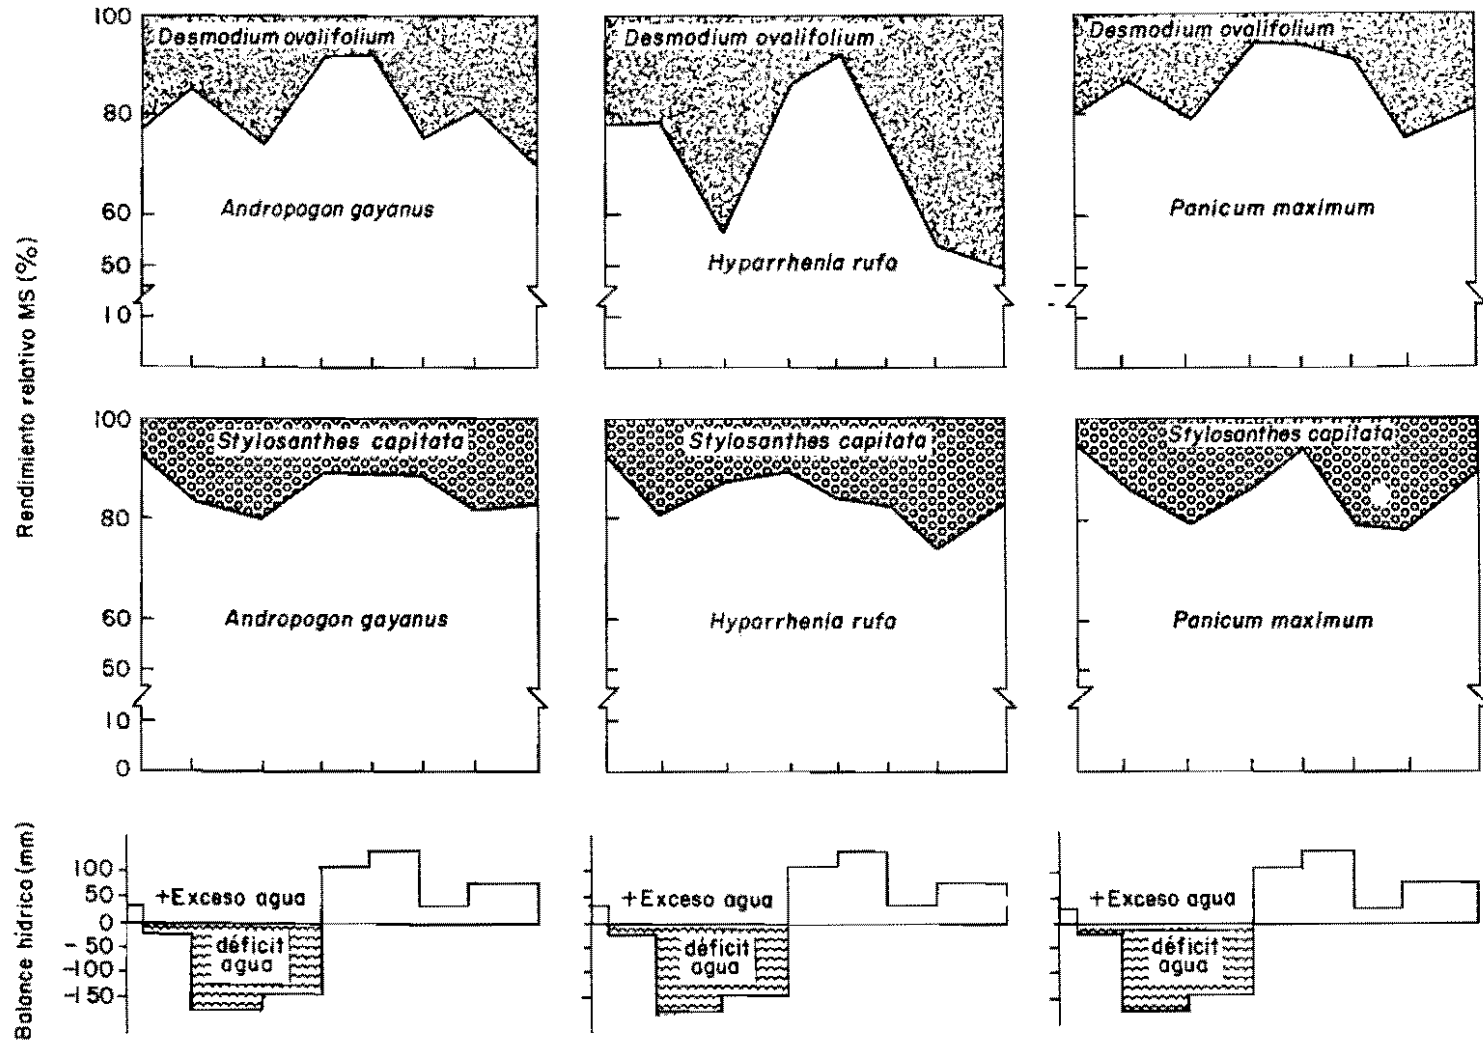 Rendimiento relativo MS (%)
100
90
80
60
50
10
Desmodium ovalifolium
Andropogon gayanus
Desmodium ovalifolium
Hyparrhenia rufa
Desmodium ovalifolium
Panicum maximum
100
80
60
50
10
0
Stylosanthes capitata
Andropogon gayanus
Stylosanthes capitata
Hyparrhenia rufa
Stylosanthes capitata
Panicum maximum
Balance hídrico (mm)
100
50
0
-50
-100
-150
+Exceso agua
déficit
agua
+Exceso agua
déficit
agua
+Exceso agua
déficit
agua